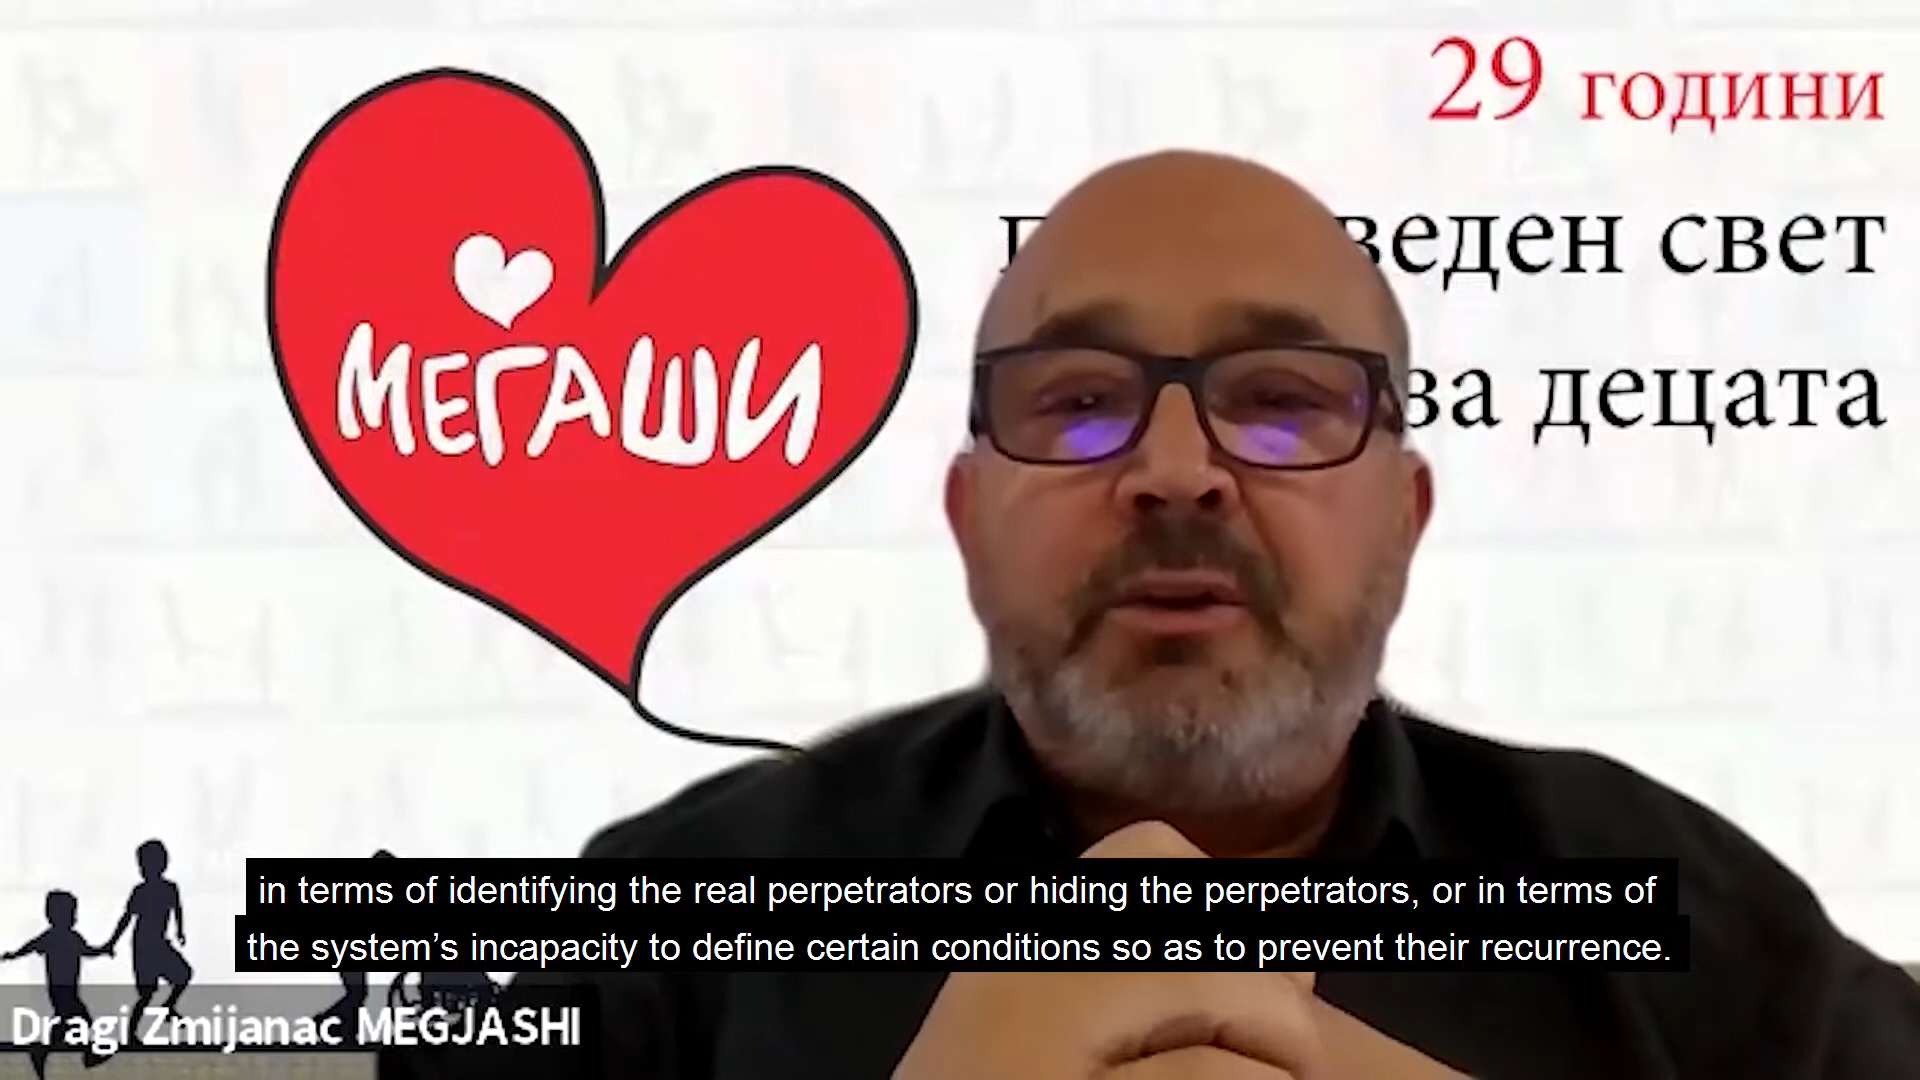 29 години
веден свет
за децата
МЕЃАШИ
in terms of identifying the real perpetrators or hiding the perpetrators, or in terms of
the system’s incapacity to define certain conditions so as to prevent their recurrence.
Dragi Zmijanac MEGJASHI